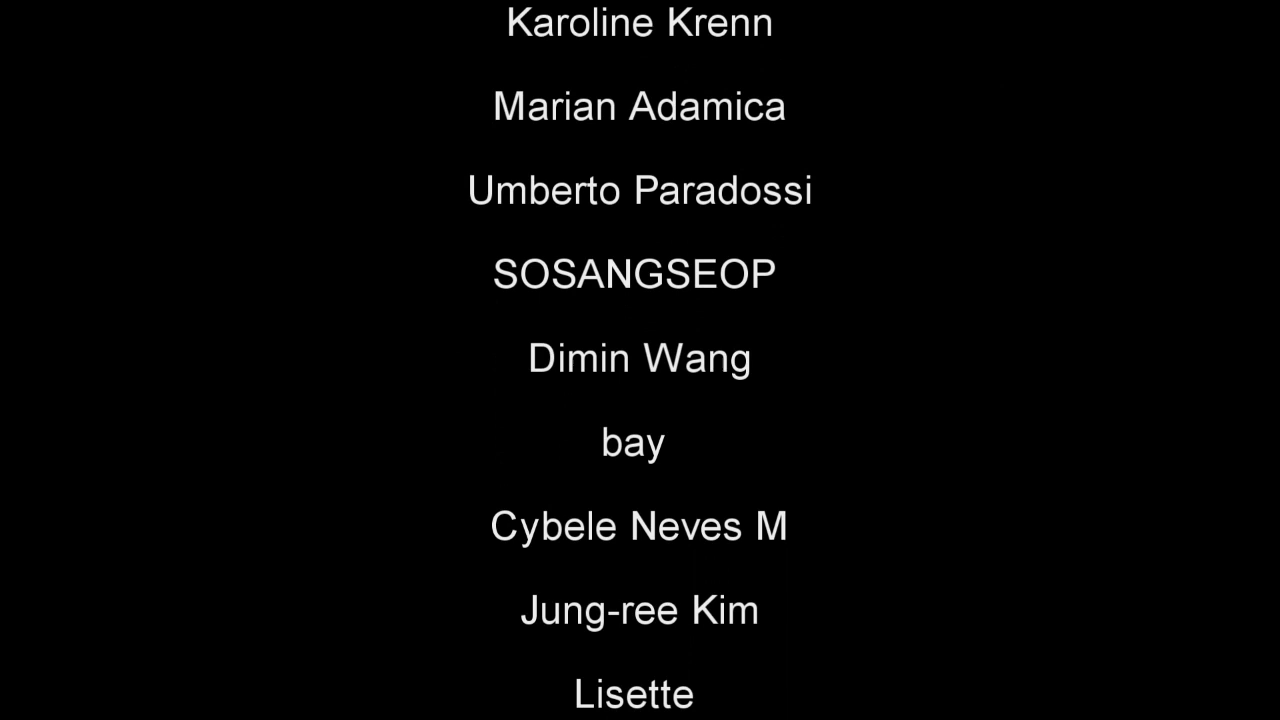 Karoline Krenn
Marian Adamica
Umberto Paradossi
SOSANGSEOP
Dimin Wang
bay
Cybele Neves M
Jung-ree Kim
Lisette